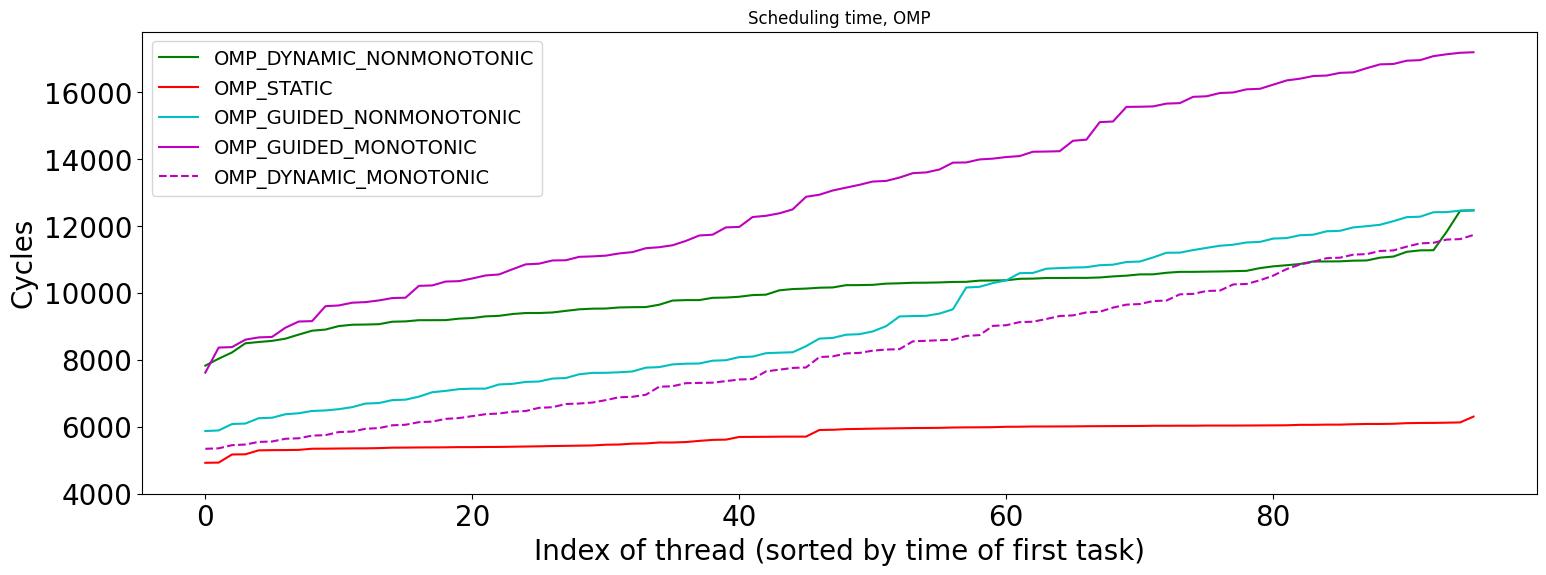 Scheduling time, OMP
OMP_DYNAMIC_NONMONOTONIC
OMP_STATIC
OMP_GUIDED_NONMONOTONIC
OMP_GUIDED_MONOTONIC
OMP_DYNAMIC_MONOTONIC
Cycles
16000
14000
12000
10000
8000
6000
4000
0 20 40 60 80
Index of thread (sorted by time of first task)